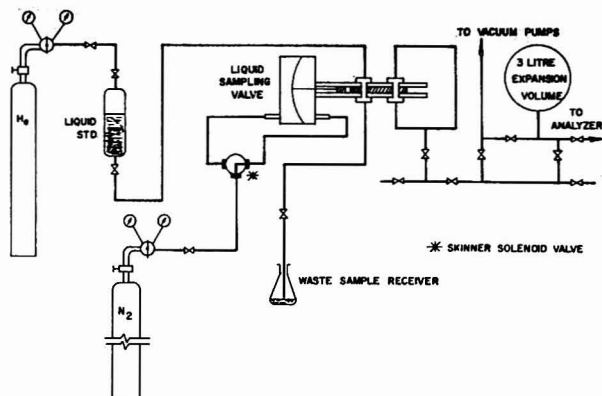 TO VACUUM PUMPS
3 LITRE
EXPANSION
VOLUME
TO
ANALYZER
LIQUID
SAMPLING
VALVE
He
LIQUID
STD.
✳ SKINNER SOLENOID VALVE
WASTE SAMPLE RECEIVER
N2